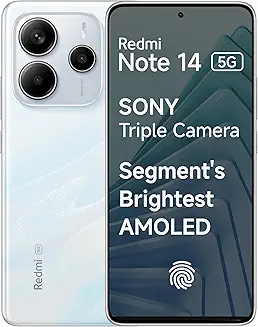 Redmi
Note 14 5G
SONY
Triple Camera
Segment's
Brightest
AMOLED
Redmi 5G